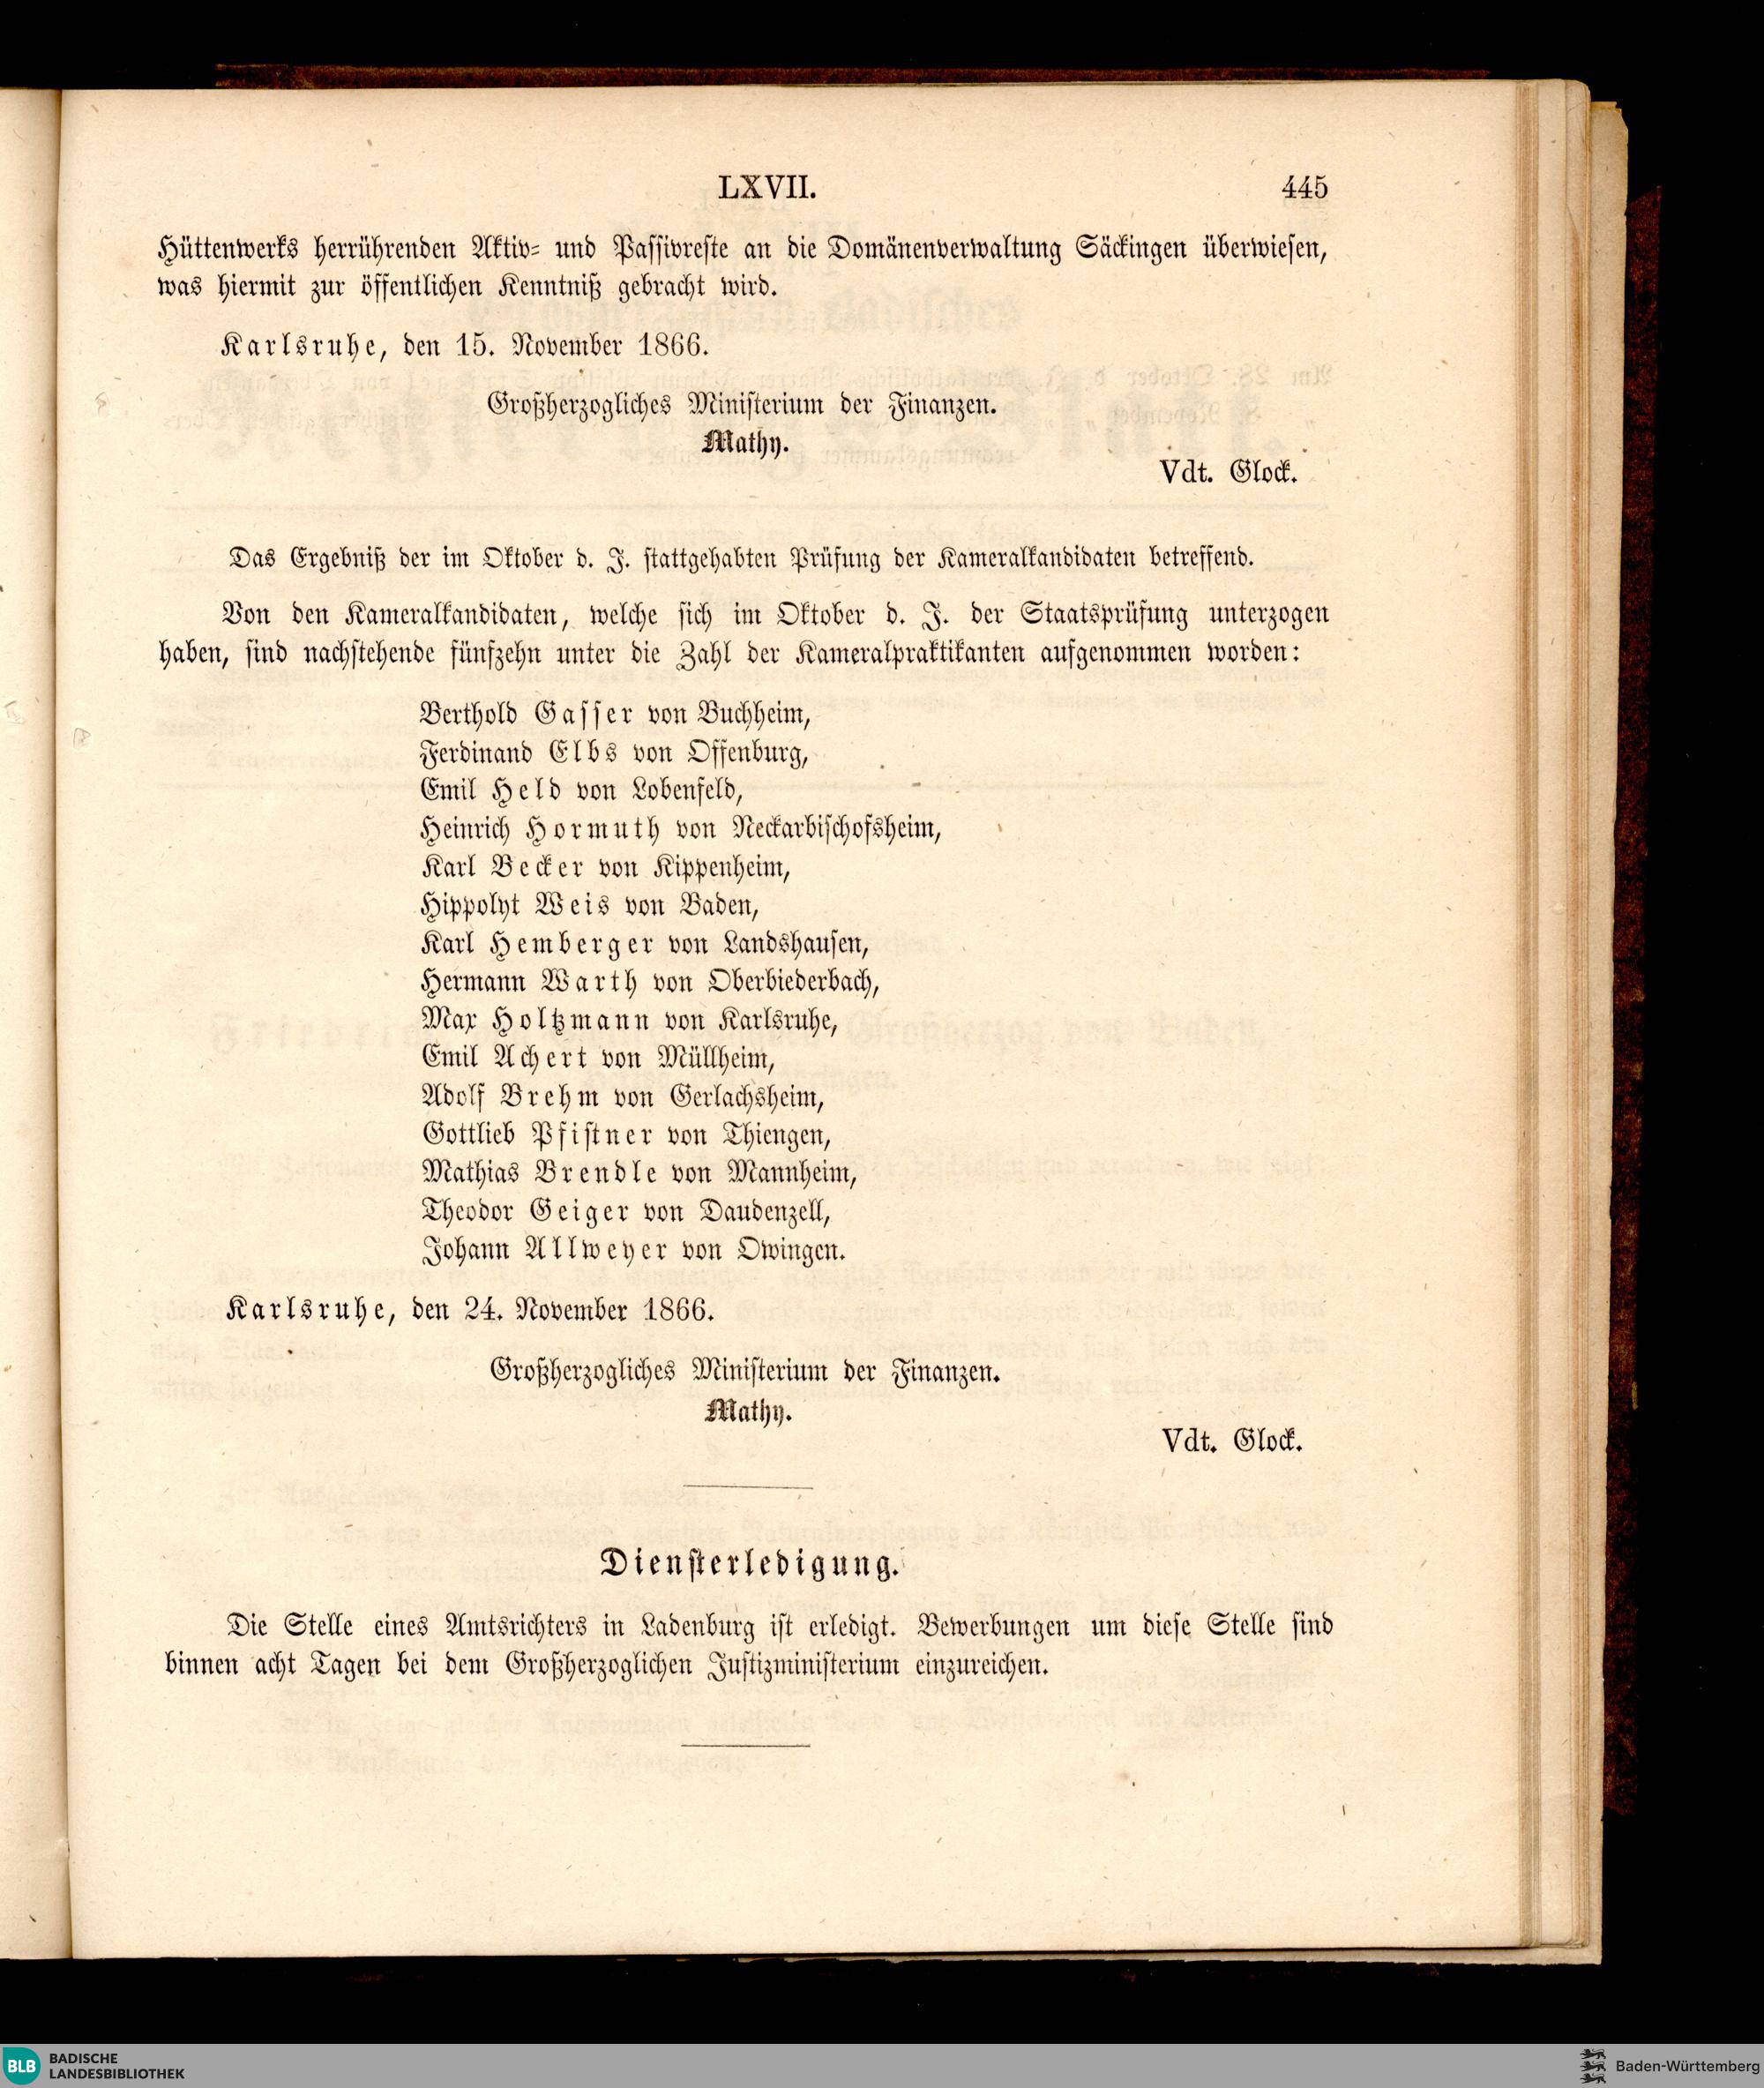 LXVII.
445
Hüttenwerks herrührenden Aktiv- und Passivreste an die Domänenverwaltung Säckingen überwiesen,
was hiermit zur öffentlichen Kenntniß gebracht wird.
Karlsruhe, den 15. November 1866.
Großherzogliches Ministerium der Finanzen.
Mathy.
Vdt. Glock.
Das Ergebniß der im Oktober d. J. stattgehabten Prüfung der Kameralkandidaten betreffend.
Von den Kameralkandidaten, welche sich im Oktober d. J. der Staatsprüfung unterzogen
haben, sind nachstehende fünfzehn unter die Zahl der Kameralpraktikanten aufgenommen worden:
Berthold Gasser von Buchheim,
Ferdinand Elbs von Offenburg,
Emil Held von Lobenfeld,
Heinrich Hormuth von Neckarbischofsheim,
Karl Becker von Kippenheim,
Hippolyt Weis von Baden,
Karl Hemberger von Landshausen,
Hermann Warth von Oberbiederbach,
Max Holtzmann von Karlsruhe,
Emil Achert von Müllheim,
Adolf Brehm von Gerlachsheim,
Gottlieb Pfistner von Thiengen,
Mathias Brendle von Mannheim,
Theodor Geiger von Daudenzell,
Johann Allweyer von Owingen.
Karlsruhe, den 24. November 1866.
Großherzogliches Ministerium der Finanzen.
Mathy.
Vdt. Glock.
Diensterledigung.
Die Stelle eines Amtsrichters in Ladenburg ist erledigt. Bewerbungen um diese Stelle sind
binnen acht Tagen bei dem Großherzoglichen Justizministerium einzureichen.
BLB BADISCHE
LANDESBIBLIOTHEK
Baden-Württemberg